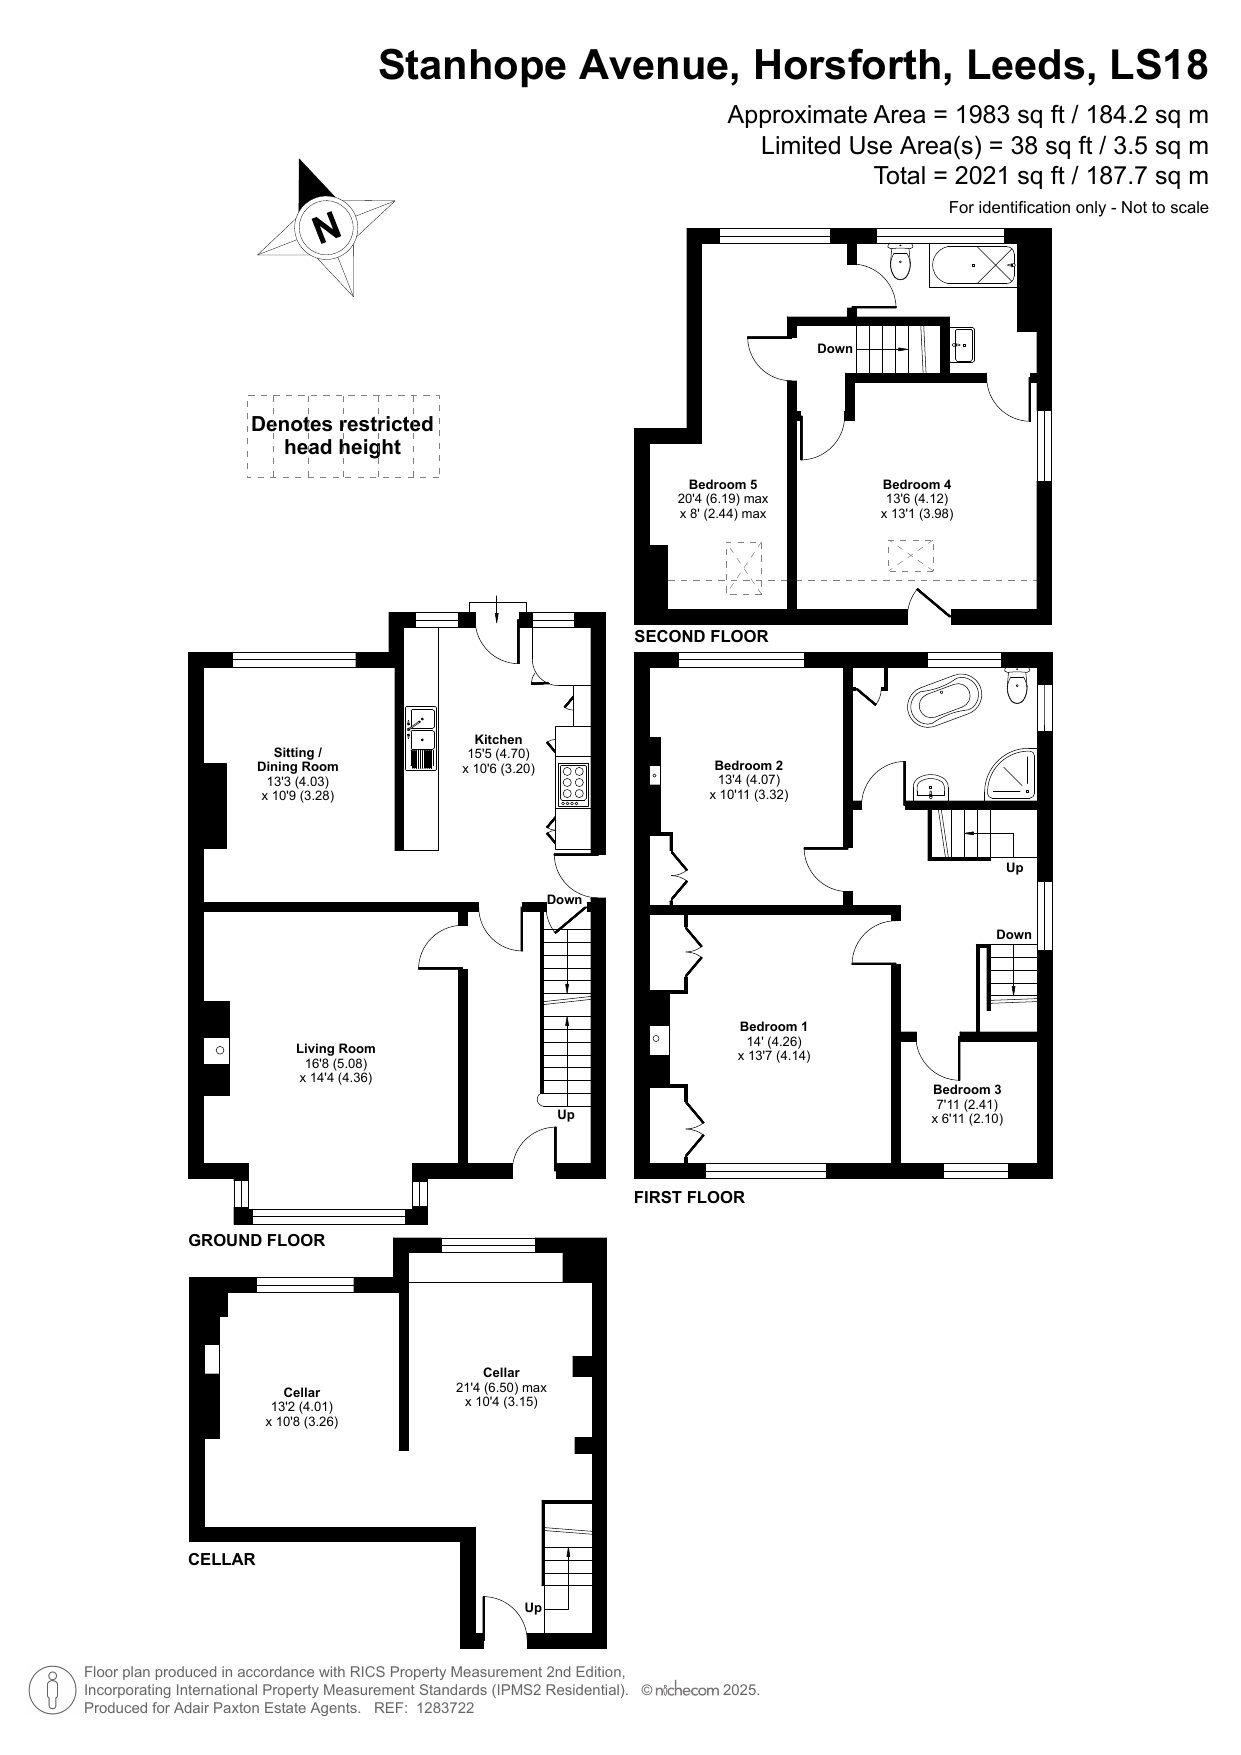 Stanhope Avenue, Horsforth, Leeds, LS18
Approximate Area = 1983 sq ft / 184.2 sq m
Limited Use Area(s) = 38 sq ft / 3.5 sq m
Total = 2021 sq ft / 187.7 sq m
For identification only - Not to scale
N
Denotes restricted
head height
Down
Bedroom 5
20'4 (6.19) max
x 8' (2.44) max
Bedroom 4
13'6 (4.12)
x 13'1 (3.98)
SECOND FLOOR
Sitting /
Dining Room
13'3 (4.03)
x 10'9 (3.28)
Kitchen
15'5 (4.70)
x 10'6 (3.20)
Down
Living Room
16'8 (5.08)
x 14'4 (4.36)
Up
GROUND FLOOR
Bedroom 2
13'4 (4.07)
x 10'11 (3.32)
Up
Down
Bedroom 1
14' (4.26)
x 13'7 (4.14)
Bedroom 3
7'11 (2.41)
x 6'11 (2.10)
FIRST FLOOR
Cellar
13'2 (4.01)
x 10'8 (3.26)
Cellar
21'4 (6.50) max
x 10'4 (3.15)
Up
CELLAR
Floor plan produced in accordance with RICS Property Measurement 2nd Edition,
Incorporating International Property Measurement Standards (IPMS2 Residential). © nichecom 2025.
Produced for Adair Paxton Estate Agents. REF: 1283722